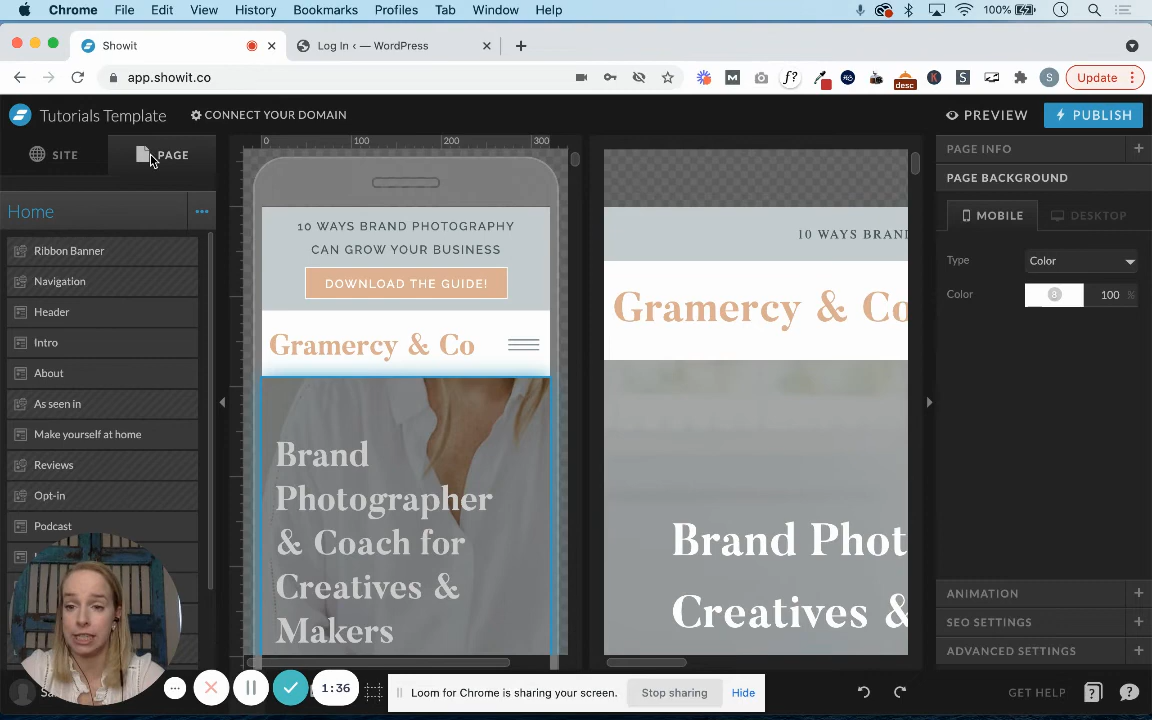 Chrome File Edit View History Bookmarks Profiles Tab Window Help 100%
Showit Log In ‹ — WordPress
app.showit.co M f? desc K S S Update
Tutorials Template CONNECT YOUR DOMAIN PREVIEW PUBLISH
SITE PAGE
0 100 200 300
Home
Ribbon Banner
Navigation
Header
Intro
About
As seen in
Make yourself at home
Reviews
Opt-in
Podcast
10 WAYS BRAND PHOTOGRAPHY
CAN GROW YOUR BUSINESS
DOWNLOAD THE GUIDE!
Gramercy & Co
Brand
Photographer
& Coach for
Creatives &
Makers
10 WAYS BRAN
Gramercy & Co
Brand Phot
Creatives &
PAGE INFO
PAGE BACKGROUND
MOBILE DESKTOP
Type Color
Color 8 100 %
ANIMATION
SEO SETTINGS
ADVANCED SETTINGS
1:36
Loom for Chrome is sharing your screen. Stop sharing Hide
GET HELP